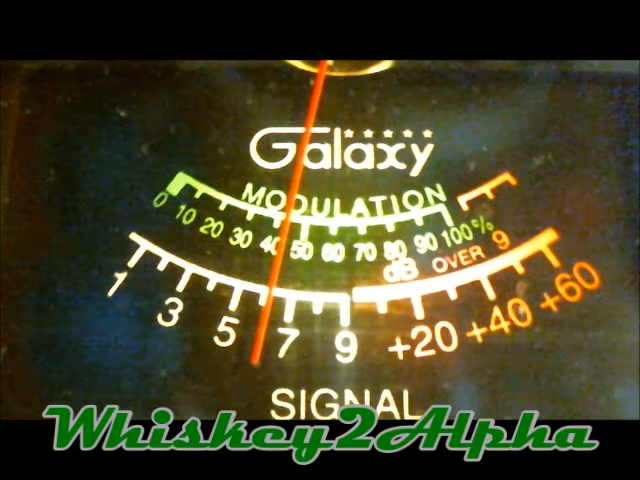 Galaxy
MODULATION
0 10 20 30 40 50 60 70 80 90 100%
dB OVER 9
1 3 5 7 9 +20 +40 +60
SIGNAL
Whiskey2Alpha